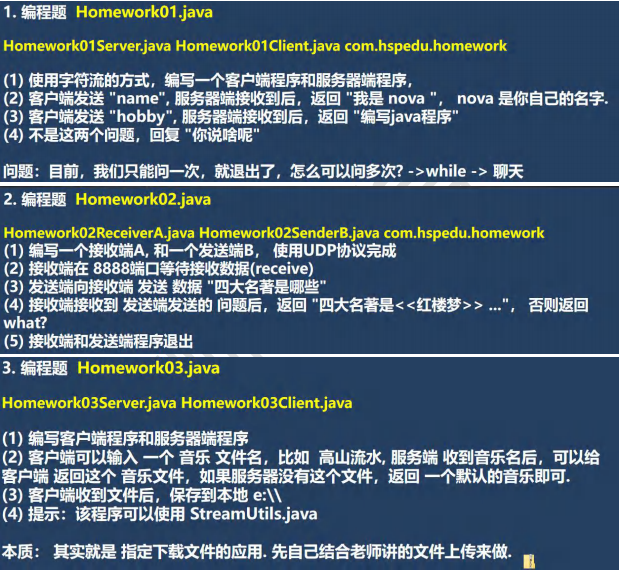 1. 编程题 Homework01.java
Homework01Server.java Homework01Client.java com.hspedu.homework
(1) 使用字符流的方式，编写一个客户端程序和服务器端程序，
(2) 客户端发送 "name", 服务器端接收到后，返回 "我是 nova ", nova 是你自己的名字.
(3) 客户端发送 "hobby", 服务器端接收到后，返回 "编写java程序"
(4) 不是这两个问题，回复 "你说啥呢"
问题：目前，我们只能问一次，就退出了，怎么可以问多次? ->while -> 聊天
2. 编程题 Homework02.java
Homework02ReceiverA.java Homework02SenderB.java com.hspedu.homework
(1) 编写一个接收端A, 和一个发送端B， 使用UDP协议完成
(2) 接收端在 8888端口等待接收数据(receive)
(3) 发送端向接收端 发送 数据 "四大名著是哪些"
(4) 接收端接收到 发送端发送的 问题后，返回 "四大名著是<<红楼梦>> ...", 否则返回
what?
(5) 接收端和发送端程序退出
3. 编程题 Homework03.java
Homework03Server.java Homework03Client.java
(1) 编写客户端程序和服务器端程序
(2) 客户端可以输入 一个 音乐 文件名，比如 高山流水, 服务端 收到音乐名后，可以给
客户端 返回这个 音乐文件，如果服务器没有这个文件，返回 一个默认的音乐即可.
(3) 客户端收到文件后，保存到本地 e:\\
(4) 提示：该程序可以使用 StreamUtils.java
本质： 其实就是 指定下载文件的应用. 先自己结合老师讲的文件上传来做.